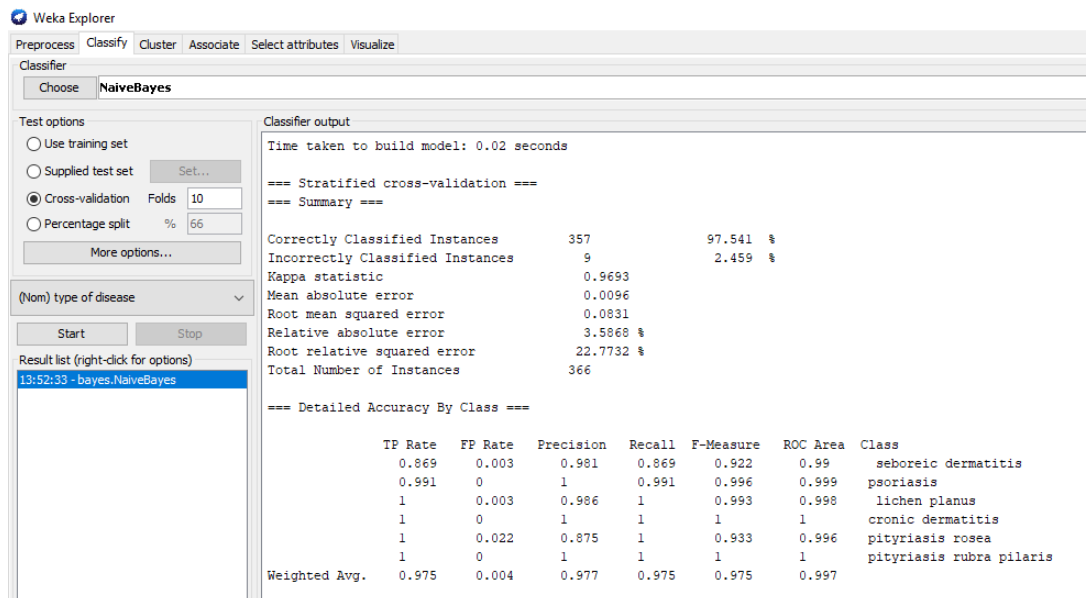 Weka Explorer
Preprocess Classify Cluster Associate Select attributes Visualize
Classifier
Choose NaiveBayes
Test options
Use training set
Supplied test set Set...
Cross-validation Folds 10
Percentage split % 66
More options...
(Nom) type of disease
Start Stop
Result list (right-click for options)
13:52:33 - bayes.NaiveBayes
Classifier output
Time taken to build model: 0.02 seconds
=== Stratified cross-validation ===
=== Summary ===
Correctly Classified Instances 357 97.541 %
Incorrectly Classified Instances 9 2.459 %
Kappa statistic 0.9693
Mean absolute error 0.0096
Root mean squared error 0.0831
Relative absolute error 3.5868 %
Root relative squared error 22.7732 %
Total Number of Instances 366
=== Detailed Accuracy By Class ===
TP Rate FP Rate Precision Recall F-Measure ROC Area Class
0.869 0.003 0.981 0.869 0.922 0.99 seboreic dermatitis
0.991 0 1 0.991 0.996 0.999 psoriasis
1 0.003 0.986 1 0.993 0.998 lichen planus
1 0 1 1 1 1 cronic dermatitis
1 0.022 0.875 1 0.933 0.996 pityriasis rosea
1 0 1 1 1 1 pityriasis rubra pilaris
Weighted Avg. 0.975 0.004 0.977 0.975 0.975 0.997